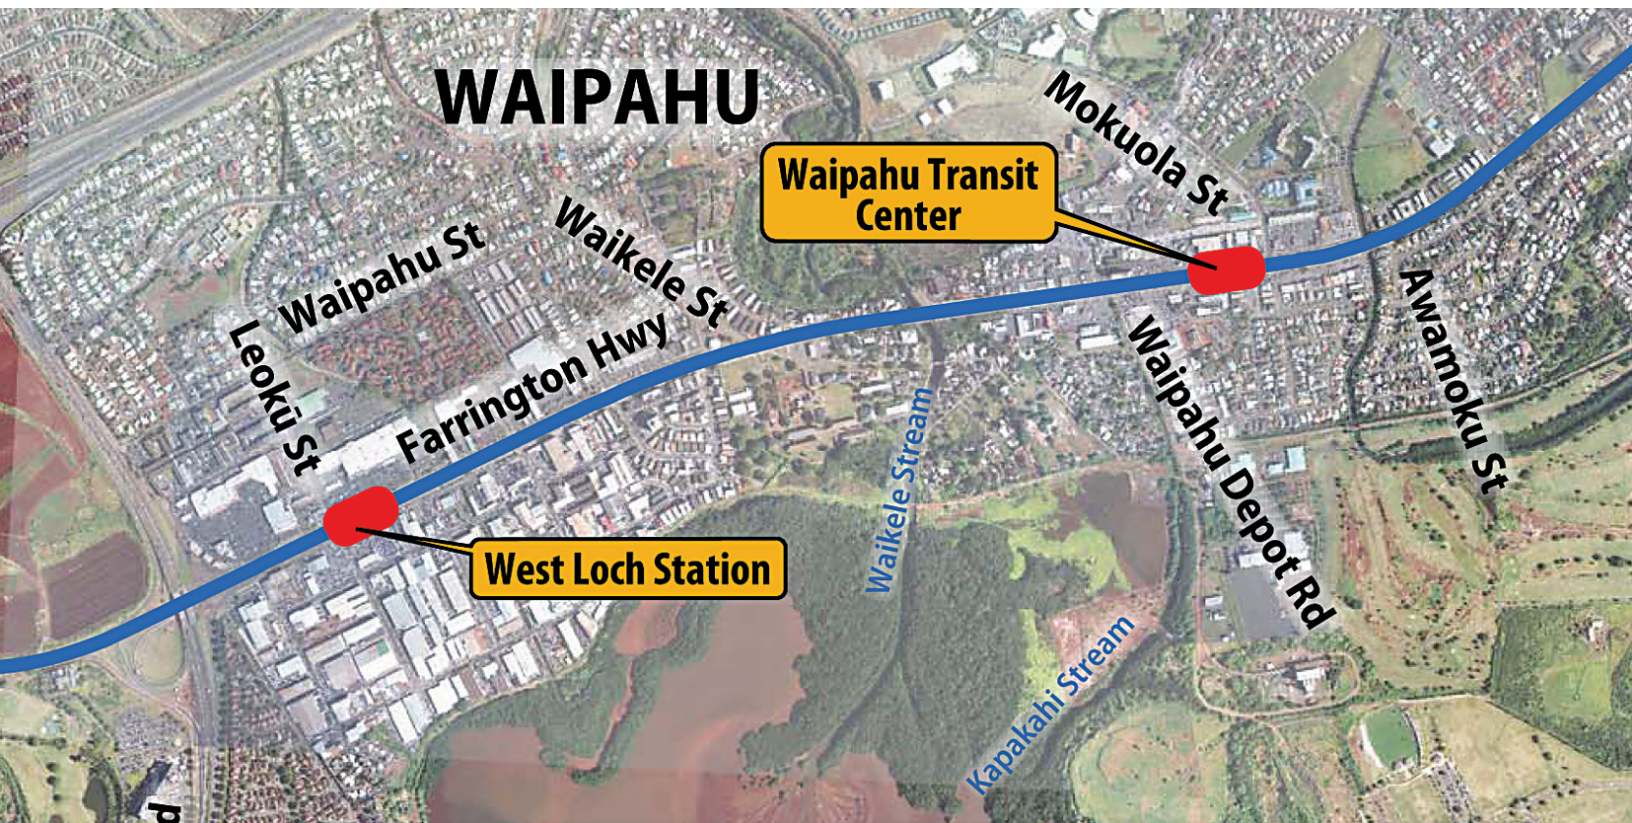 WAIPAHU
Mokuola St
Waipahu Transit
Center
Waipahu St
Waikele St
Leokū St
Farrington Hwy
Waipahu Depot Rd
Awamoku St
Waikele Stream
West Loch Station
Kapakahi Stream
d